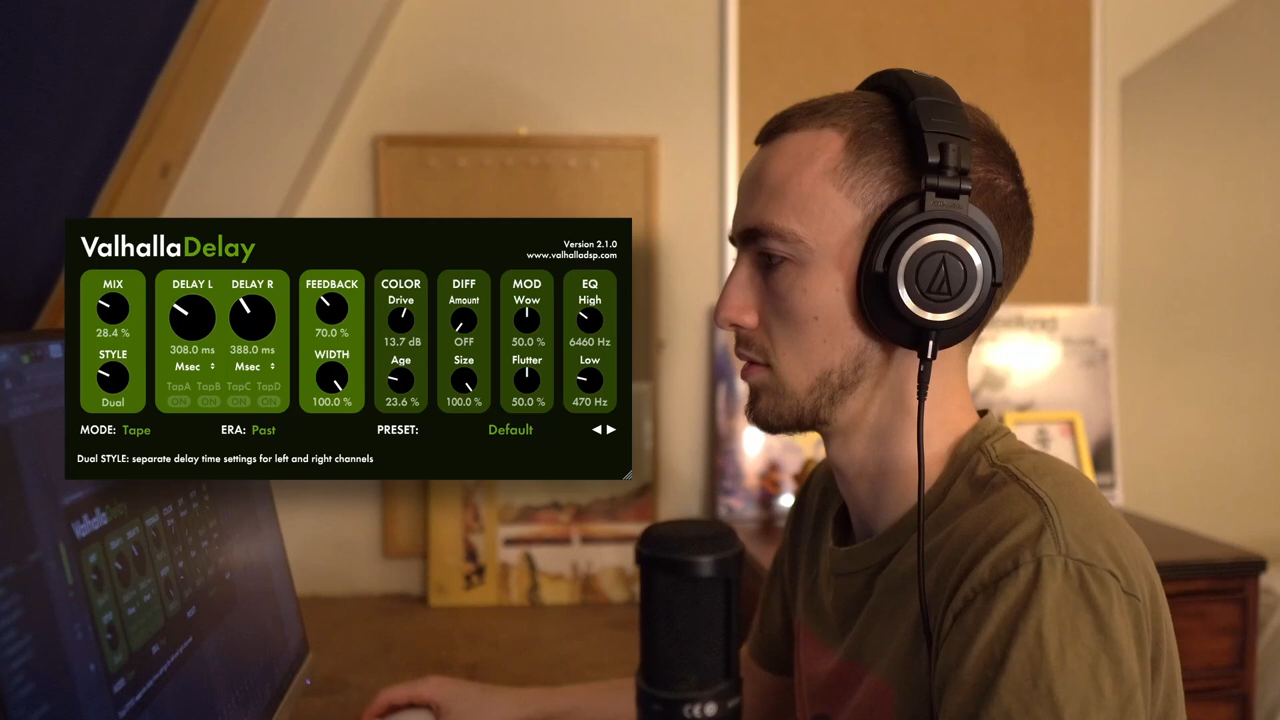 ValhallaDelay
Version 2.1.0
www.valhalladsp.com
MIX
28.4 %
STYLE
Dual
DELAY L
DELAY R
308.0 ms
388.0 ms
Msec
Msec
TapA TapB TapC TapD
ON ON ON ON
FEEDBACK
70.0 %
WIDTH
100.0 %
COLOR
Drive
13.7 dB
Age
23.6 %
DIFF
Amount
OFF
Size
100.0 %
MOD
Wow
50.0 %
Flutter
50.0 %
EQ
High
6460 Hz
Low
470 Hz
MODE: Tape
ERA: Past
PRESET: Default
Dual STYLE: separate delay time settings for left and right channels
ValhallaDelay
CE